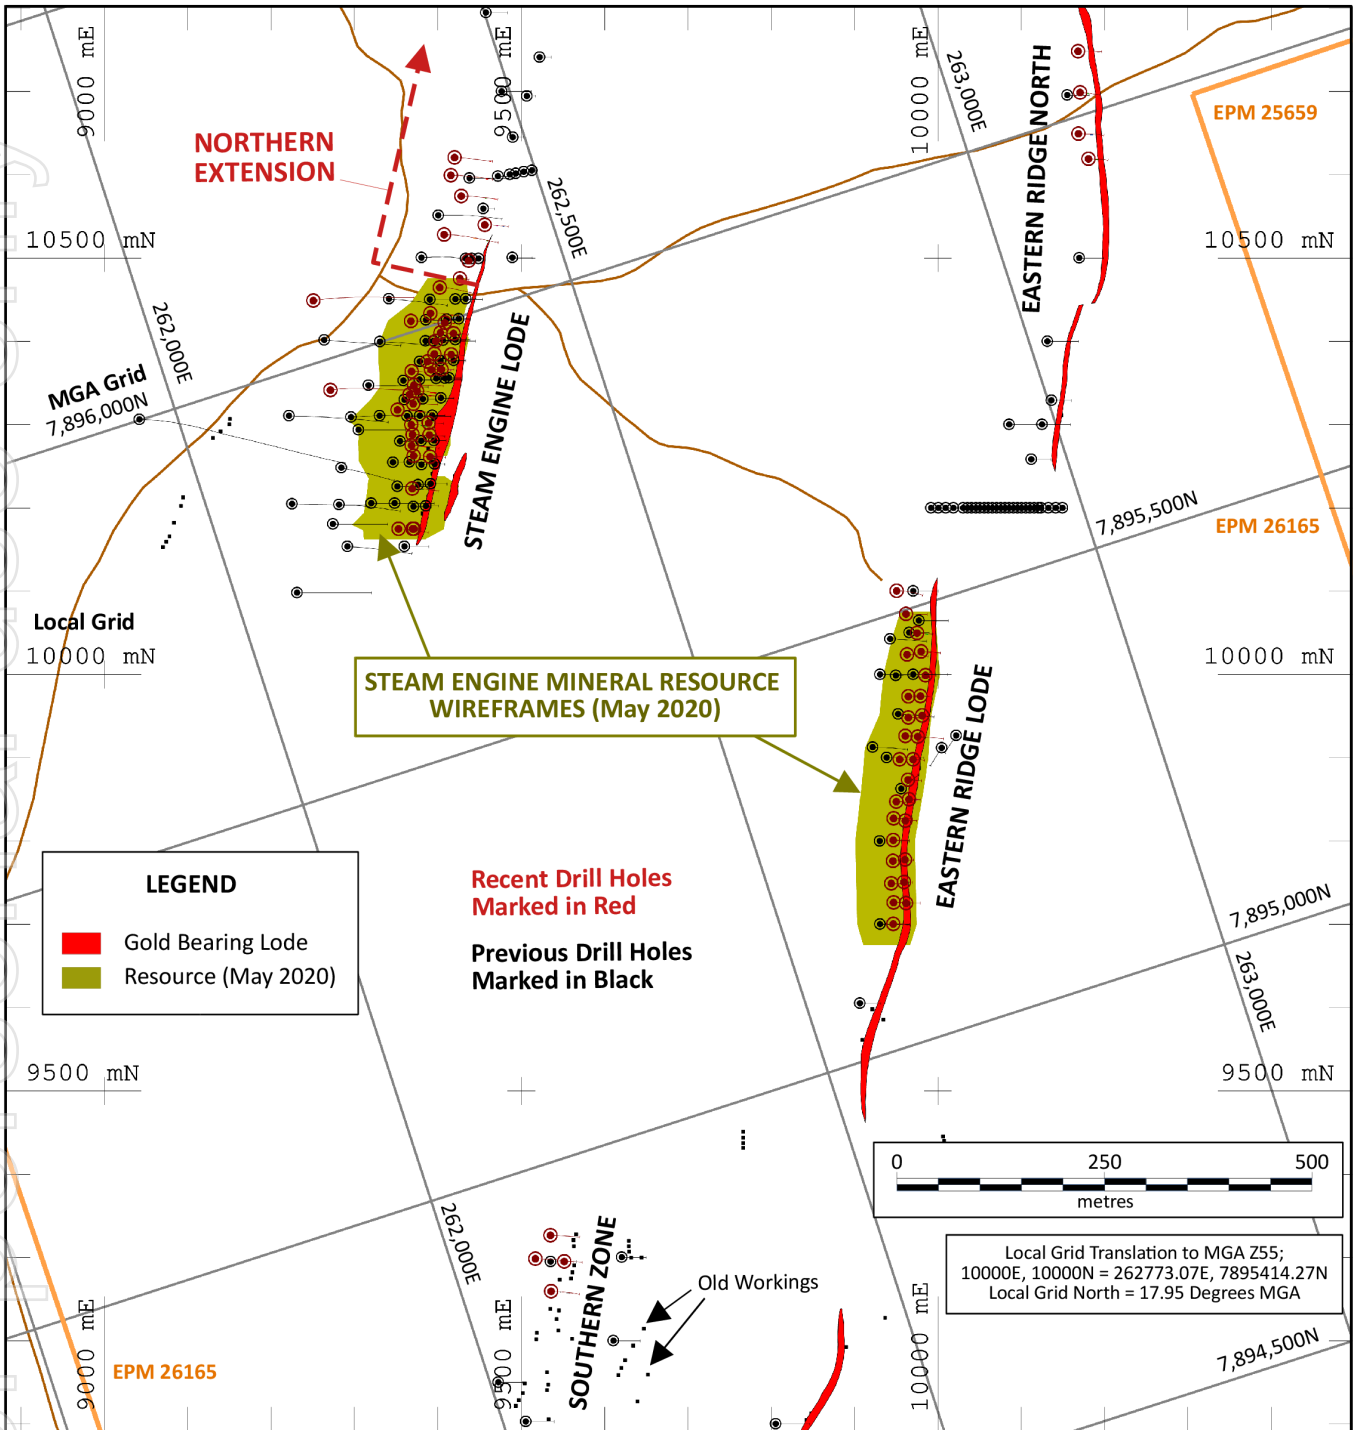 9000 mE
9500 mE
10000 mE
263,000E
EASTERN RIDGE NORTH
EPM 25659
NORTHERN
EXTENSION
262,500E
10500 mN
10500 mN
262,000E
MGA Grid
7,896,000N
STEAM ENGINE LODE
7,895,500N
EPM 26165
Local Grid
10000 mN
10000 mN
STEAM ENGINE MINERAL RESOURCE
WIREFRAMES (May 2020)
EASTERN RIDGE LODE
LEGEND
Gold Bearing Lode
Resource (May 2020)
Recent Drill Holes
Marked in Red
Previous Drill Holes
Marked in Black
7,895,000N
263,000E
9500 mN
9500 mN
0 250 500
metres
262,000E
SOUTHERN ZONE
Old Workings
Local Grid Translation to MGA Z55;
10000E, 10000N = 262773.07E, 7895414.27N
Local Grid North = 17.95 Degrees MGA
7,894,500N
EPM 26165
9000 mE
9500 mE
10000 mE